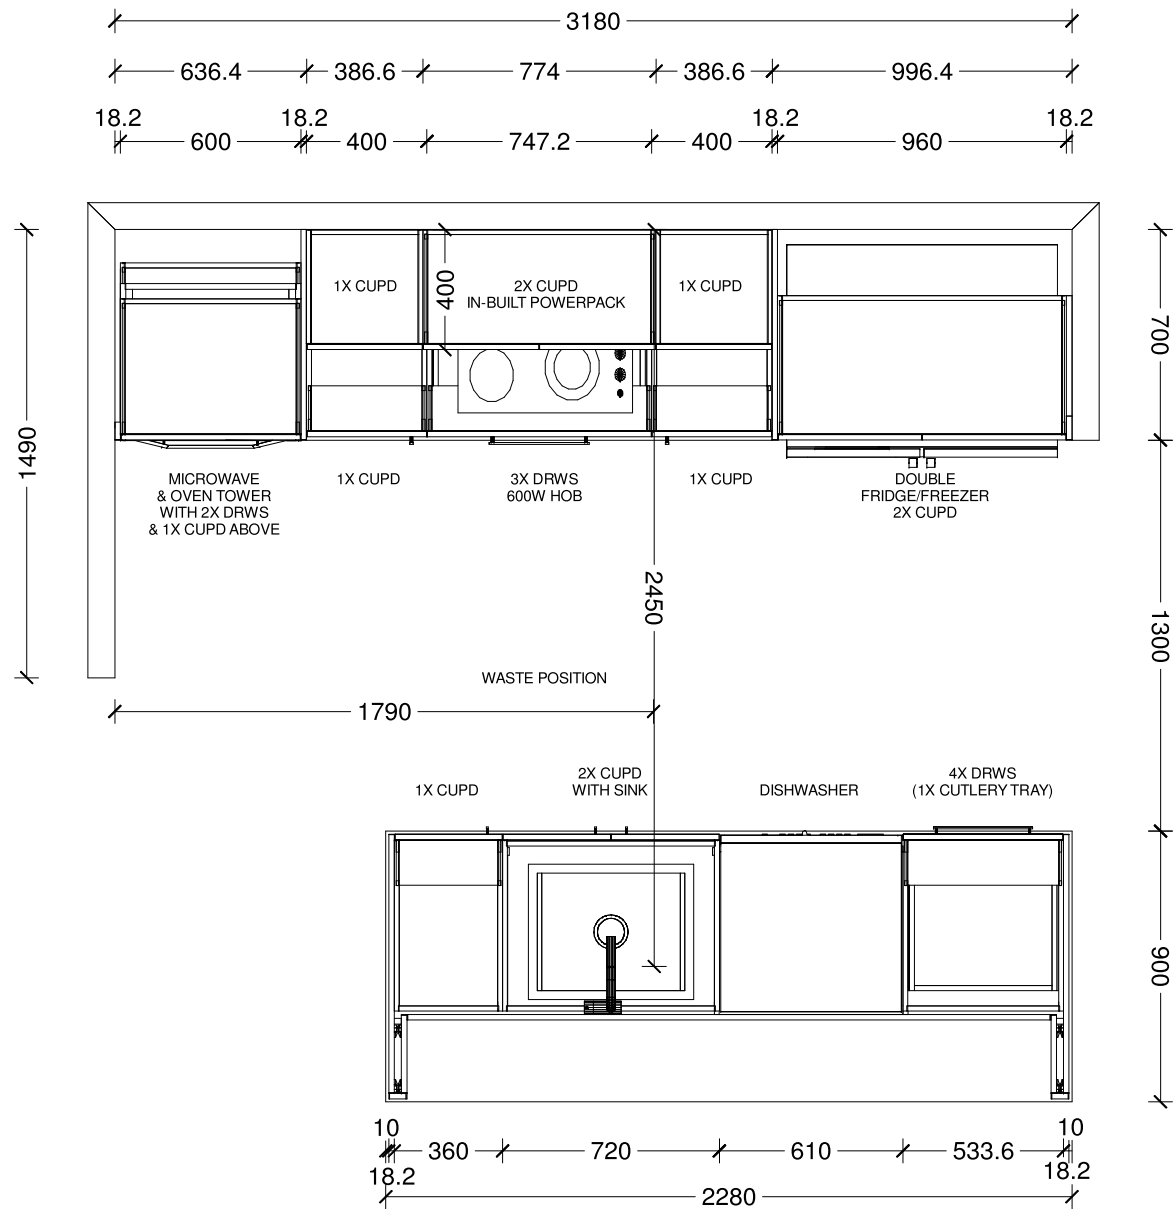 3180
636.4 386.6 774 386.6 996.4
18.2 18.2 18.2 18.2
600 400 747.2 400 960
1X CUPD
2X CUPD
IN-BUILT POWERPACK
1X CUPD
400
700
1490
MICROWAVE
& OVEN TOWER
WITH 2X DRWS
& 1X CUPD ABOVE
1X CUPD
3X DRWS
600W HOB
1X CUPD
DOUBLE
FRIDGE/FREEZER
2X CUPD
2450
1300
WASTE POSITION
1790
1X CUPD
2X CUPD
WITH SINK
DISHWASHER
4X DRWS
(1X CUTLERY TRAY)
900
10 10
360 720 610 533.6
18.2 18.2
2280